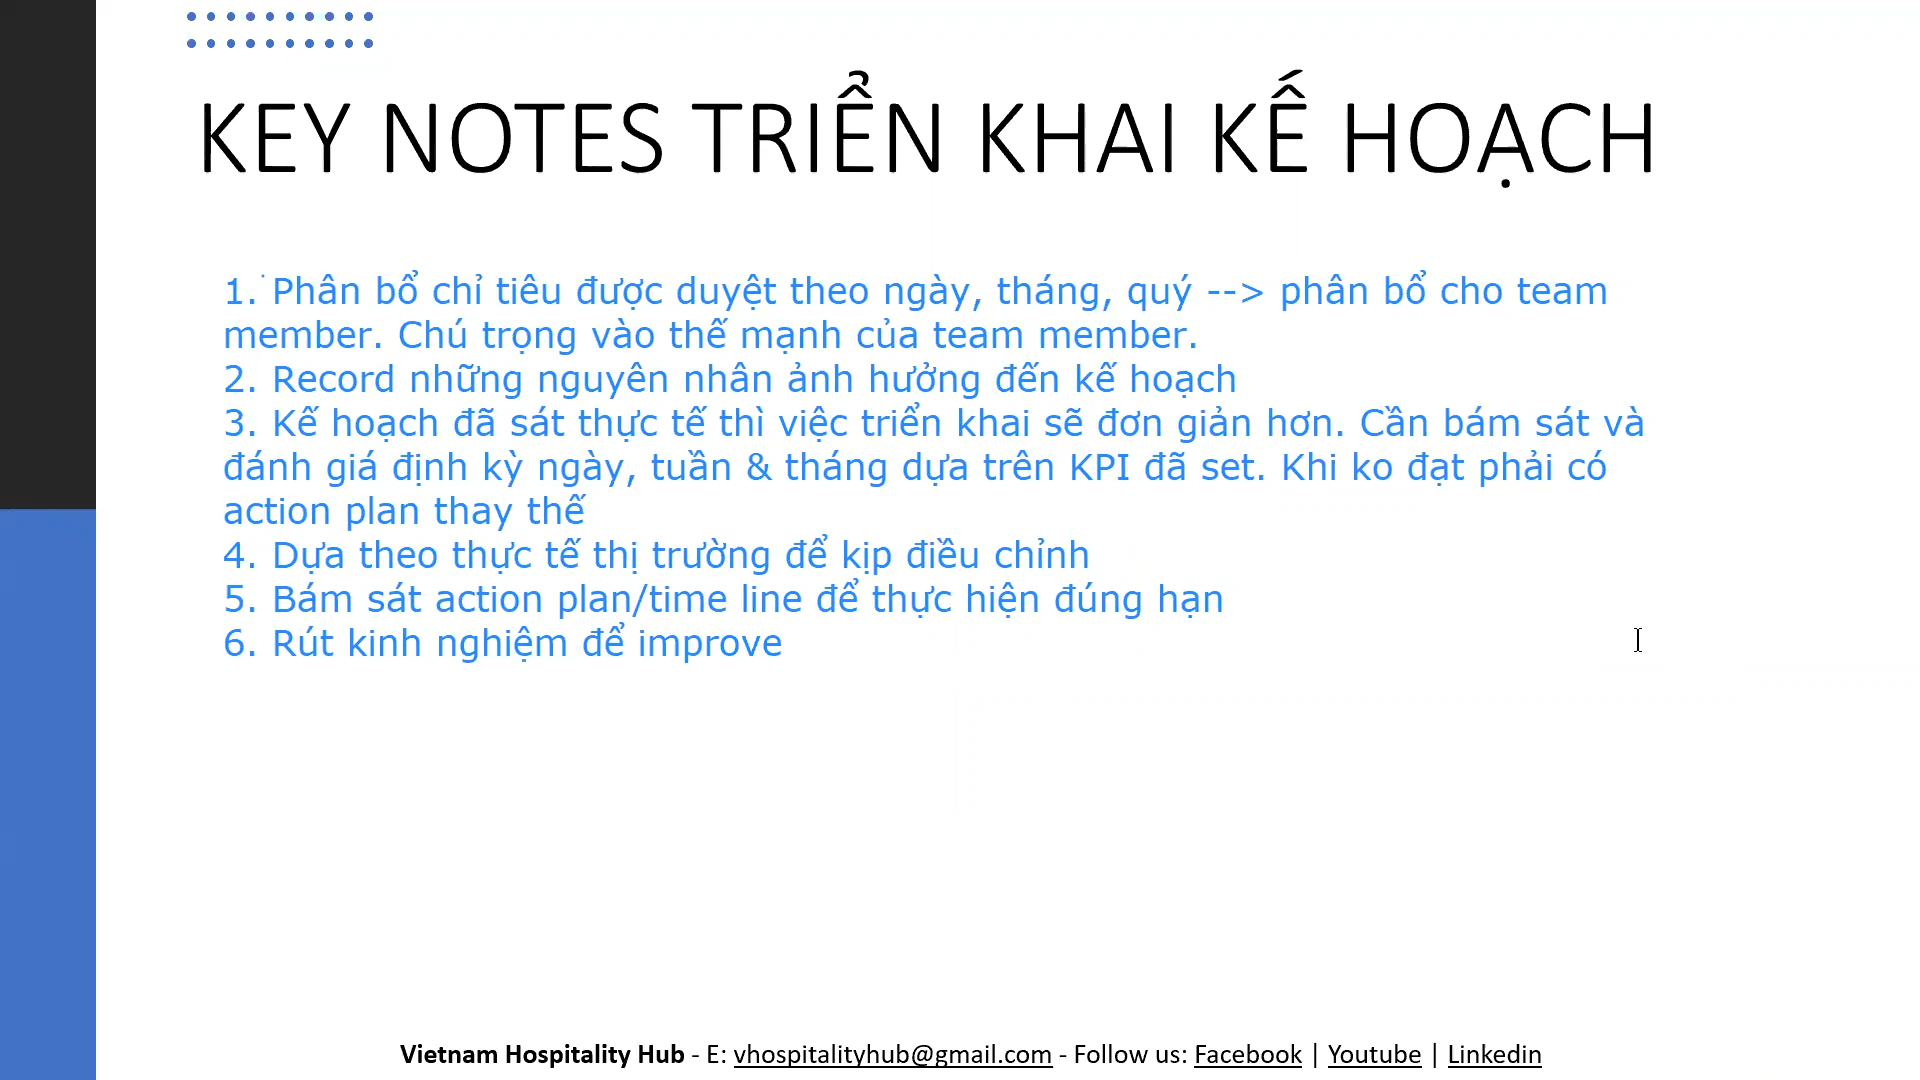 KEY NOTES TRIỂN KHAI KẾ HOẠCH
1. Phân bổ chỉ tiêu được duyệt theo ngày, tháng, quý --> phân bổ cho team
member. Chú trọng vào thế mạnh của team member.
2. Record những nguyên nhân ảnh hưởng đến kế hoạch
3. Kế hoạch đã sát thực tế thì việc triển khai sẽ đơn giản hơn. Cần bám sát và
đánh giá định kỳ ngày, tuần & tháng dựa trên KPI đã set. Khi ko đạt phải có
action plan thay thế
4. Dựa theo thực tế thị trường để kịp điều chỉnh
5. Bám sát action plan/time line để thực hiện đúng hạn
6. Rút kinh nghiệm để improve
Vietnam Hospitality Hub - E: vhospitalityhub@gmail.com - Follow us: Facebook | Youtube | Linkedin